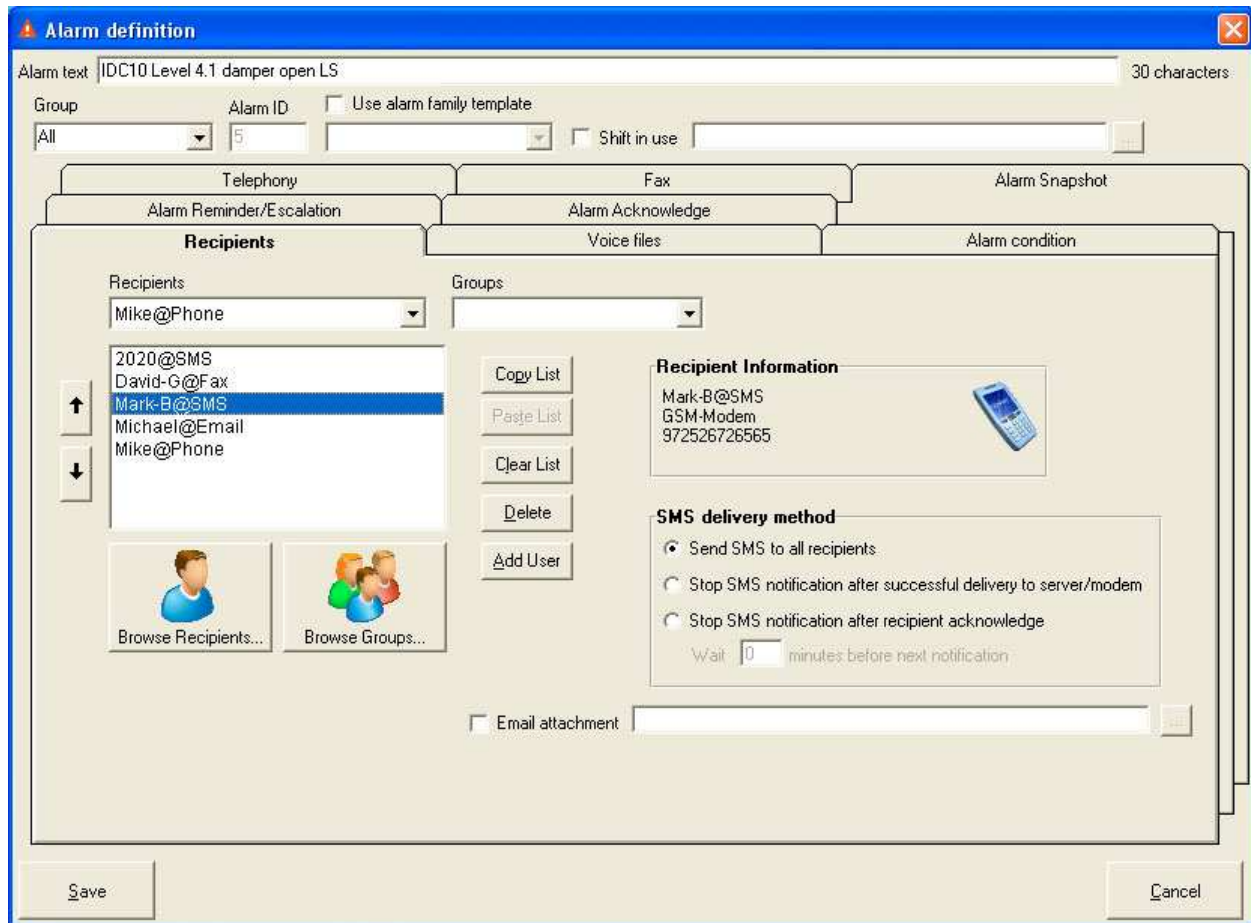 Alarm definition
Alarm text IDC10 Level 4.1 damper open LS 30 characters
Group Alarm ID Use alarm family template
All 5 Shift in use ...
Telephony Fax Alarm Snapshot
Alarm Reminder/Escalation Alarm Acknowledge
Recipients Voice files Alarm condition
Recipients Groups
Mike@Phone
2020@SMS
David-G@Fax
Mark-B@SMS
Michael@Email
Mike@Phone
Copy List
Paste List
Clear List
Delete
Add User
Browse Recipients... Browse Groups...
Recipient Information
Mark-B@SMS
GSM-Modem
972526726565
SMS delivery method
Send SMS to all recipients
Stop SMS notification after successful delivery to server/modem
Stop SMS notification after recipient acknowledge
Wait 0 minutes before next notification
Email attachment ...
Save Cancel